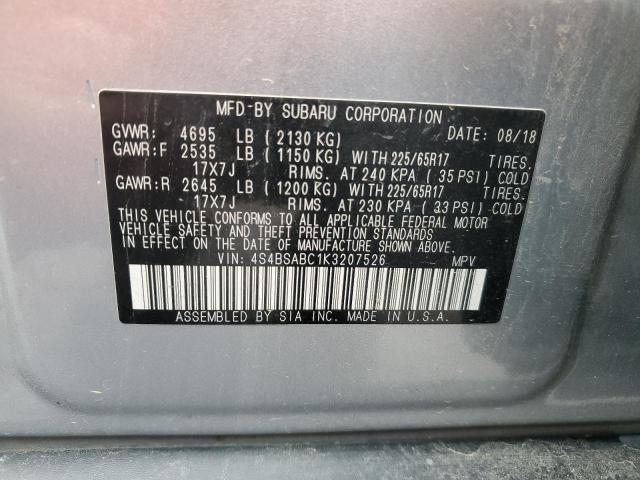 MFD-BY SUBARU CORPORATION
GVWR: 4695 LB ( 2130 KG) DATE: 08/18
GAWR:F 2535 LB ( 1150 KG) WITH 225/65R17 TIRES.
17X7J RIMS. AT 240 KPA ( 35 PSI) COLD
GAWR:R 2645 LB ( 1200 KG) WITH 225/65R17 TIRES.
17X7J RIMS. AT 230 KPA ( 33 PSI) COLD
THIS VEHICLE CONFORMS TO ALL APPLICABLE FEDERAL MOTOR
VEHICLE SAFETY AND THEFT PREVENTION STANDARDS
IN EFFECT ON THE DATE OF MANUFACTURE SHOWN ABOVE.
VIN: 4S4BSABC1K3207526 MPV
ASSEMBLED BY SIA INC. MADE IN U.S.A.